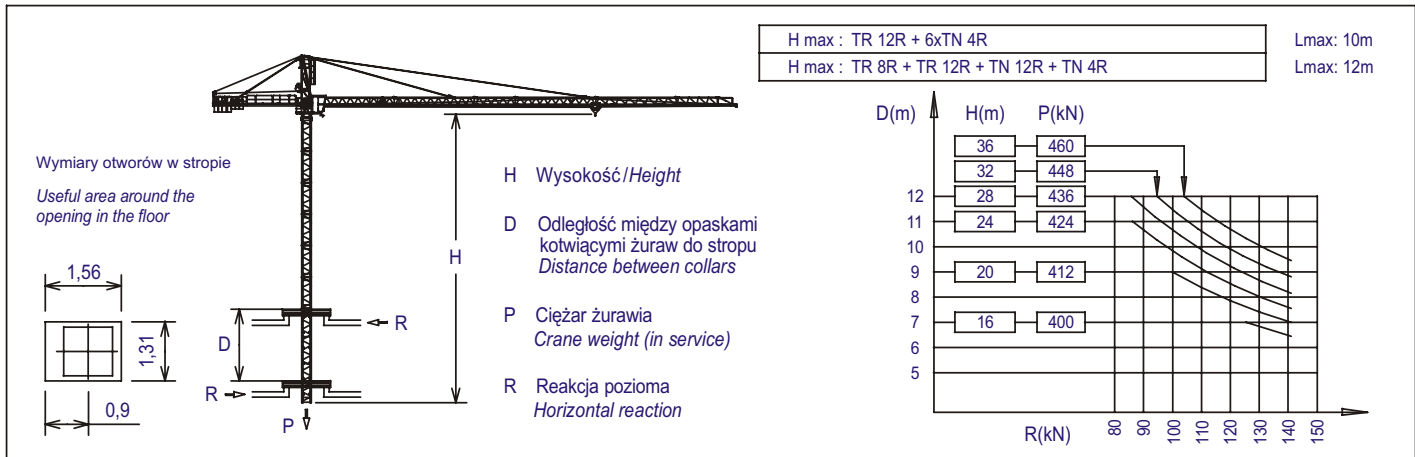 H max : TR 12R + 6xTN 4R
Lmax: 10m
H max : TR 8R + TR 12R + TN 12R + TN 4R
Lmax: 12m
Wymiary otworów w stropie
Useful area around the
opening in the floor
1,56
1,31
0,9
D
R
R
P
H
H Wysokość/Height
D Odległość między opaskami
kotwiącymi żuraw do stropu
Distance between collars
P Ciężar żurawia
Crane weight (in service)
R Reakcja pozioma
Horizontal reaction
D(m) H(m) P(kN)
36 460
32 448
12 28 436
11 24 424
10
9 20 412
8
7 16 400
6
5
R(kN) 80 90 100 110 120 130 140 150